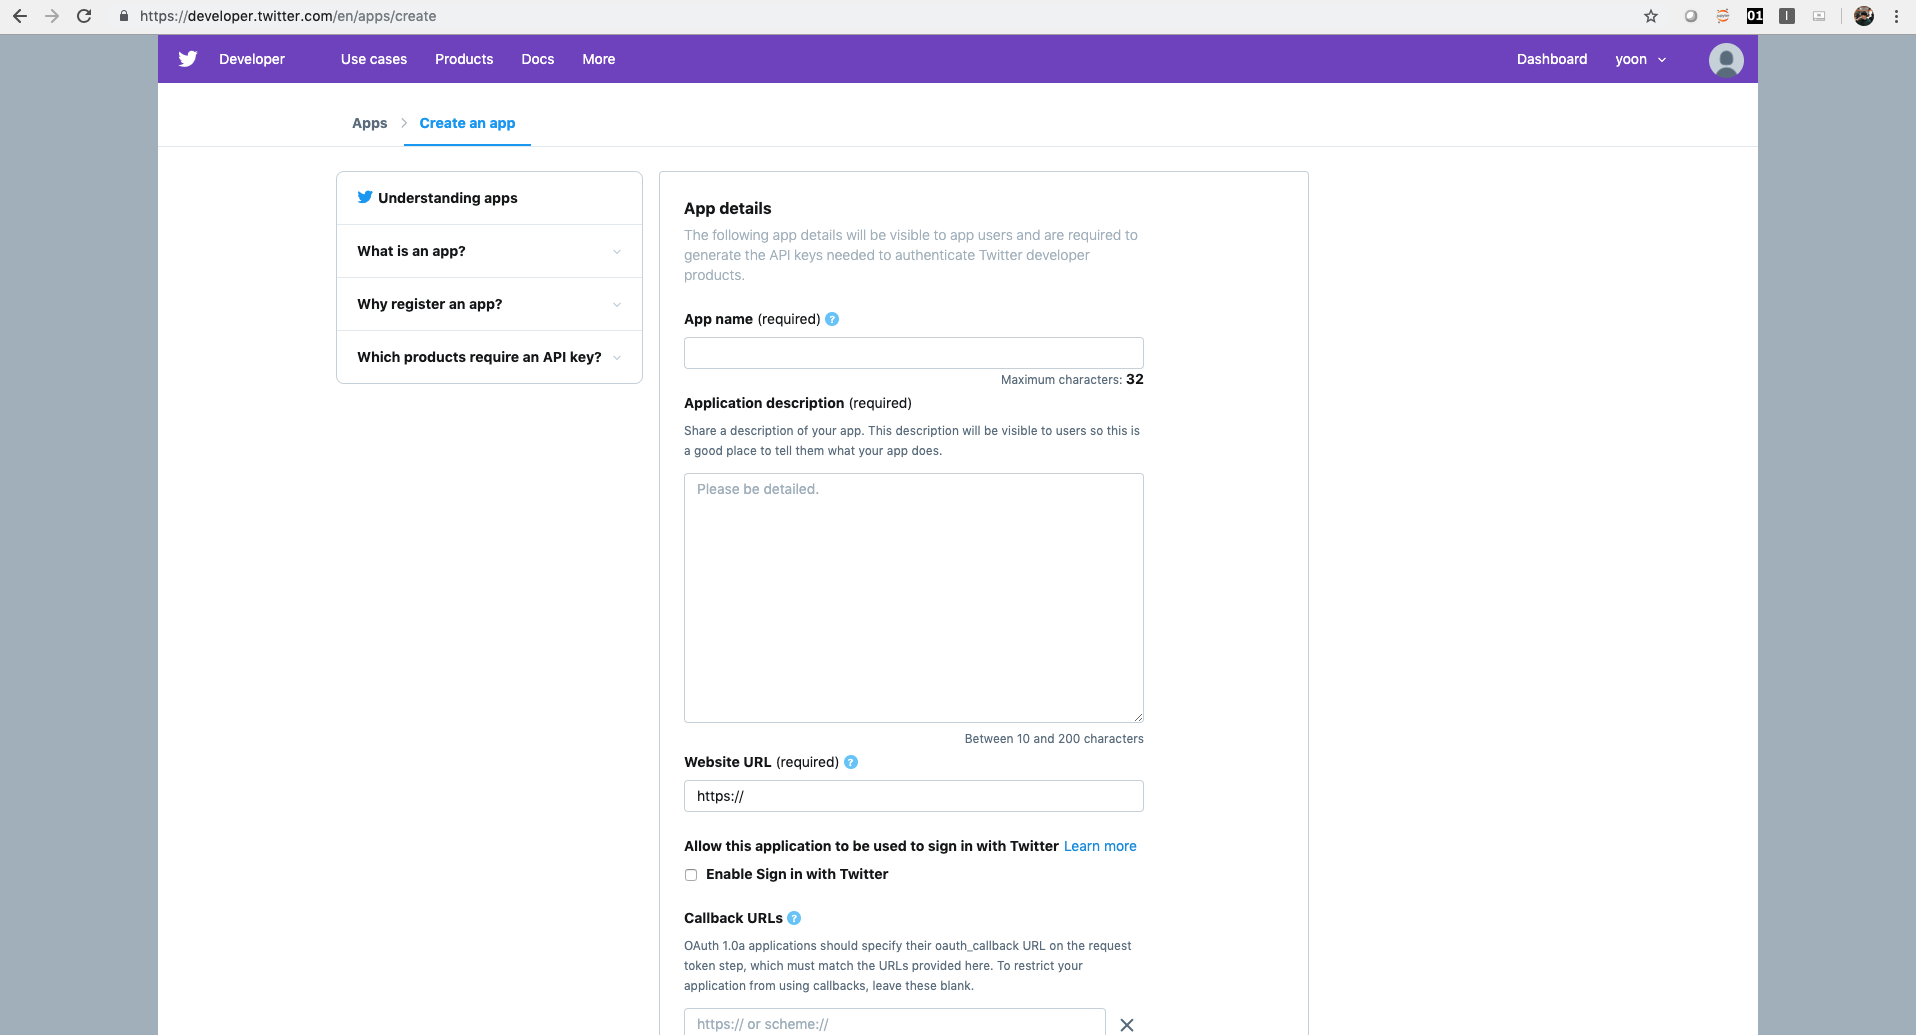 https://developer.twitter.com/en/apps/create
01
Developer
Use cases
Products
Docs
More
Dashboard
yoon
Apps
Create an app
Understanding apps
What is an app?
Why register an app?
Which products require an API key?
App details
The following app details will be visible to app users and are required to
generate the API keys needed to authenticate Twitter developer
products.
App name (required) ?
Maximum characters: 32
Application description (required)
Share a description of your app. This description will be visible to users so this is
a good place to tell them what your app does.
Please be detailed.
Between 10 and 200 characters
Website URL (required) ?
https://
Allow this application to be used to sign in with Twitter Learn more
Enable Sign in with Twitter
Callback URLs ?
OAuth 1.0a applications should specify their oauth_callback URL on the request
token step, which must match the URLs provided here. To restrict your
application from using callbacks, leave these blank.
https:// or scheme://